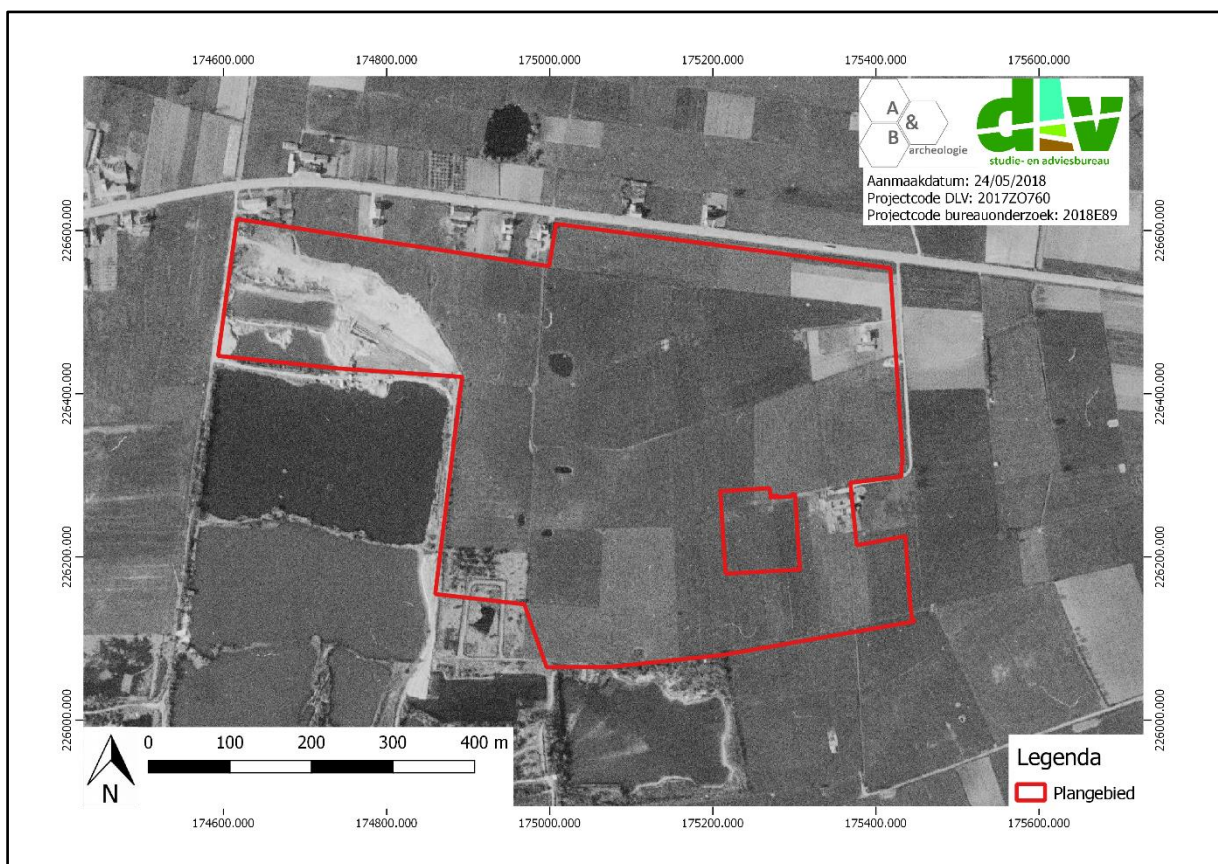 174600.000 174800.000 175000.000 175200.000 175400.000 175600.000
A
&
B
archeologie
dlv
studie- en adviesbureau
Aanmaakdatum: 24/05/2018
Projectcode DLV: 2017ZO760
Projectcode bureauonderzoek: 2018E89
226600.000
226600.000
226400.000
226400.000
226200.000
226200.000
226000.000
226000.000
0 100 200 300 400 m
N
Legenda
Plangebied
174600.000 174800.000 175000.000 175200.000 175400.000 175600.000